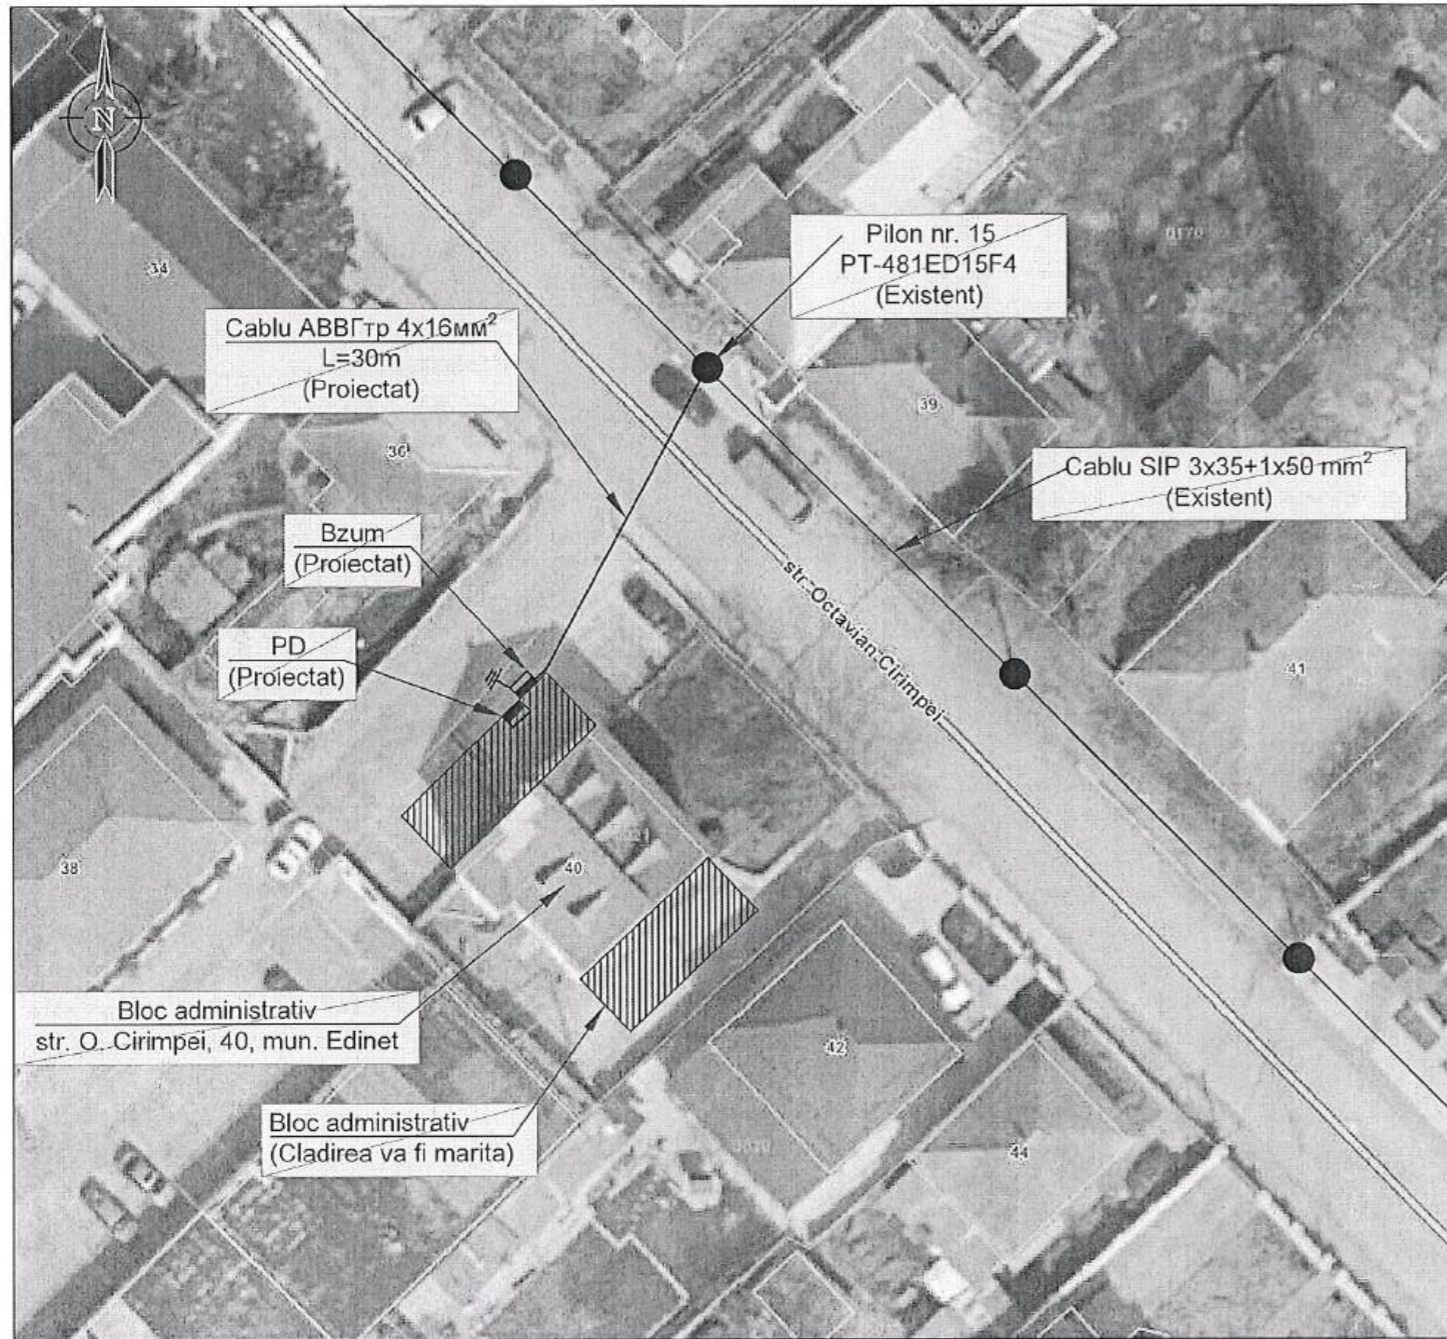 N
Pilon nr. 15
PT-481ED15F4
(Existent)
0170
34
Cablu АВВГтр 4x16мм²
L=30m
(Proiectat)
39
36
Cablu SIP 3x35+1x50 mm²
(Existent)
Bzum
(Proiectat)
str. Octavian Cirimpei
PD
(Proiectat)
41
38
40
Bloc administrativ
str. O. Cirimpei, 40, mun. Edinet
42
Bloc administrativ
(Cladirea va fi marita)
44